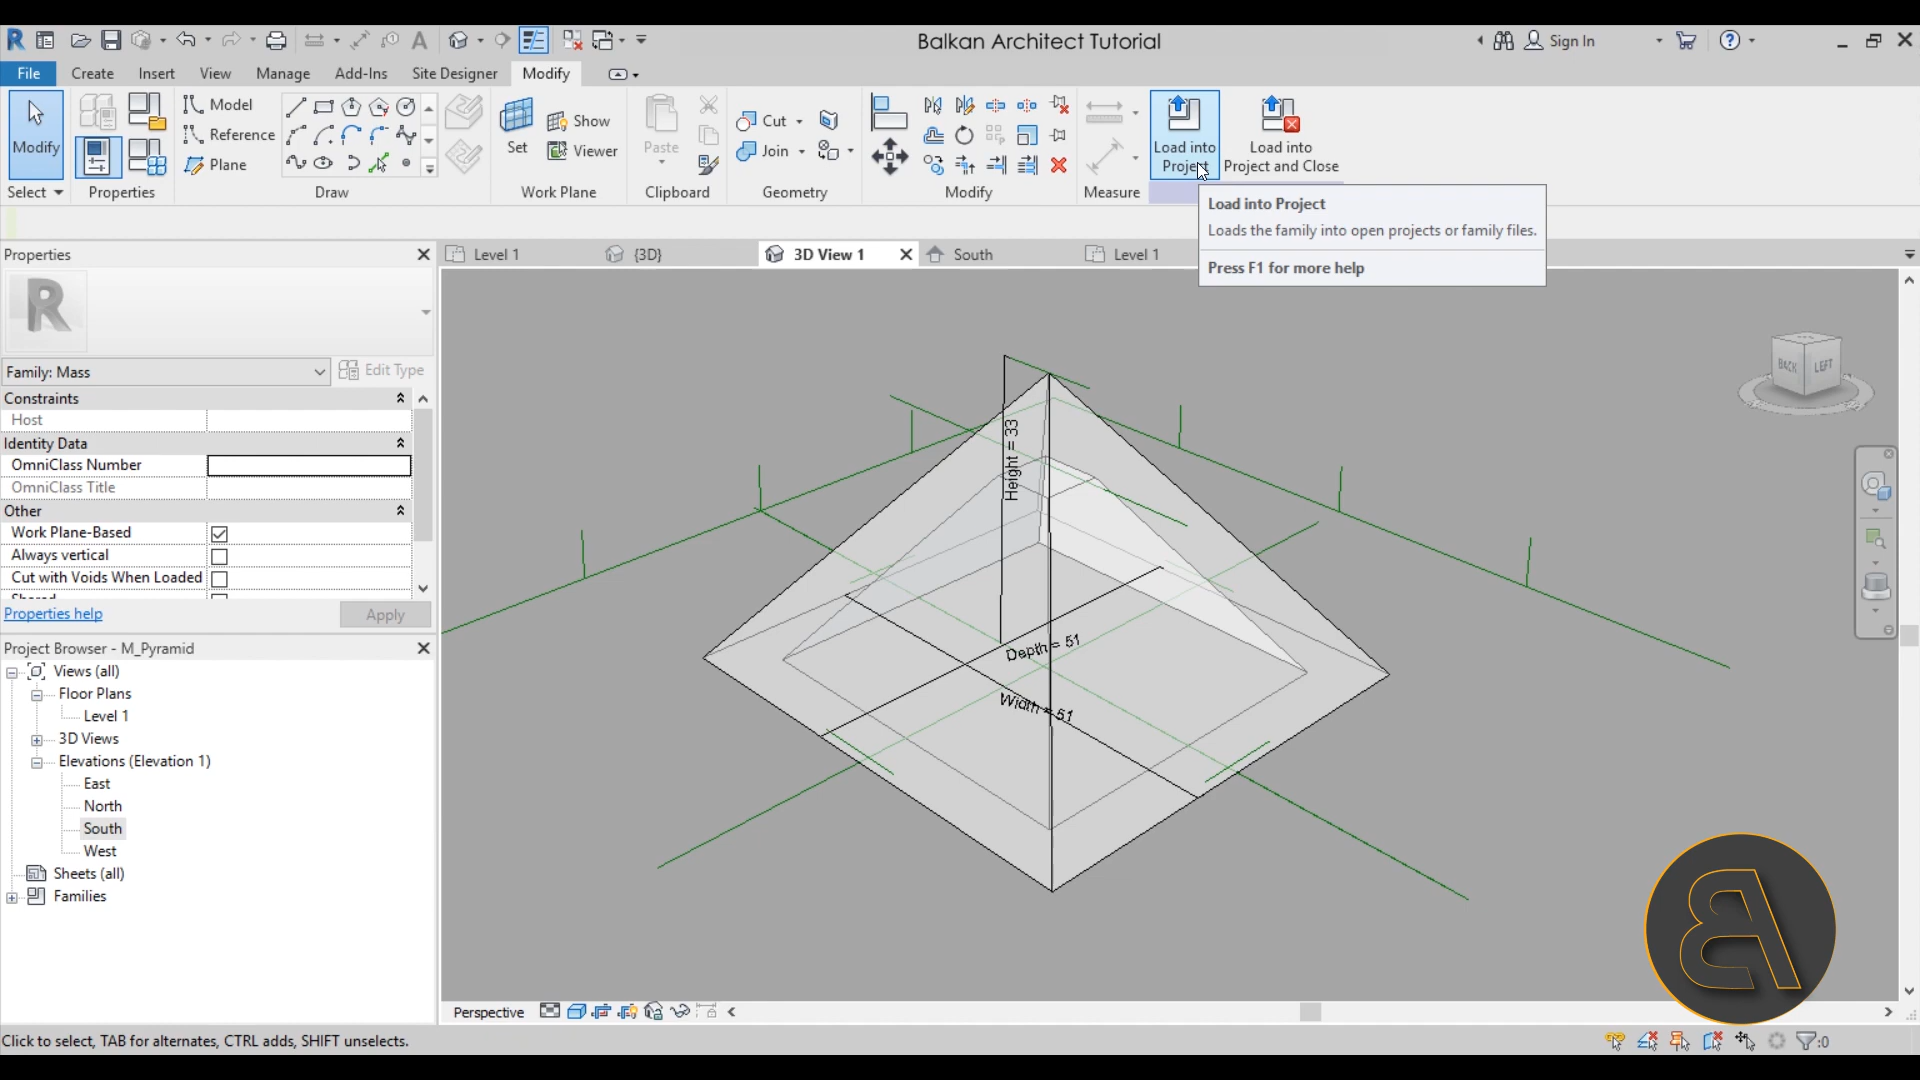 Balkan Architect Tutorial
Sign In
File
Create
Insert
View
Manage
Add-Ins
Site Designer
Modify
Modify
Model
Reference
Plane
Set
Show
Viewer
Paste
Cut
Join
Load into
Project
Load into
Project and Close
Select
Properties
Draw
Work Plane
Clipboard
Geometry
Modify
Measure
Load into Project
Loads the family into open projects or family files.
Press F1 for more help
Properties
Level 1
{3D}
3D View 1
South
Level 1
R
Family: Mass
Edit Type
Constraints
Host
Identity Data
OmniClass Number
OmniClass Title
Other
Work Plane-Based
Always vertical
Cut with Voids When Loaded
Shared
Properties help
Apply
Project Browser - M_Pyramid
Views (all)
Floor Plans
Level 1
3D Views
Elevations (Elevation 1)
East
North
South
West
Sheets (all)
Families
Height = 33
Depth = 51
Width = 51
BACK
LEFT
Perspective
Click to select, TAB for alternates, CTRL adds, SHIFT unselects.
:0